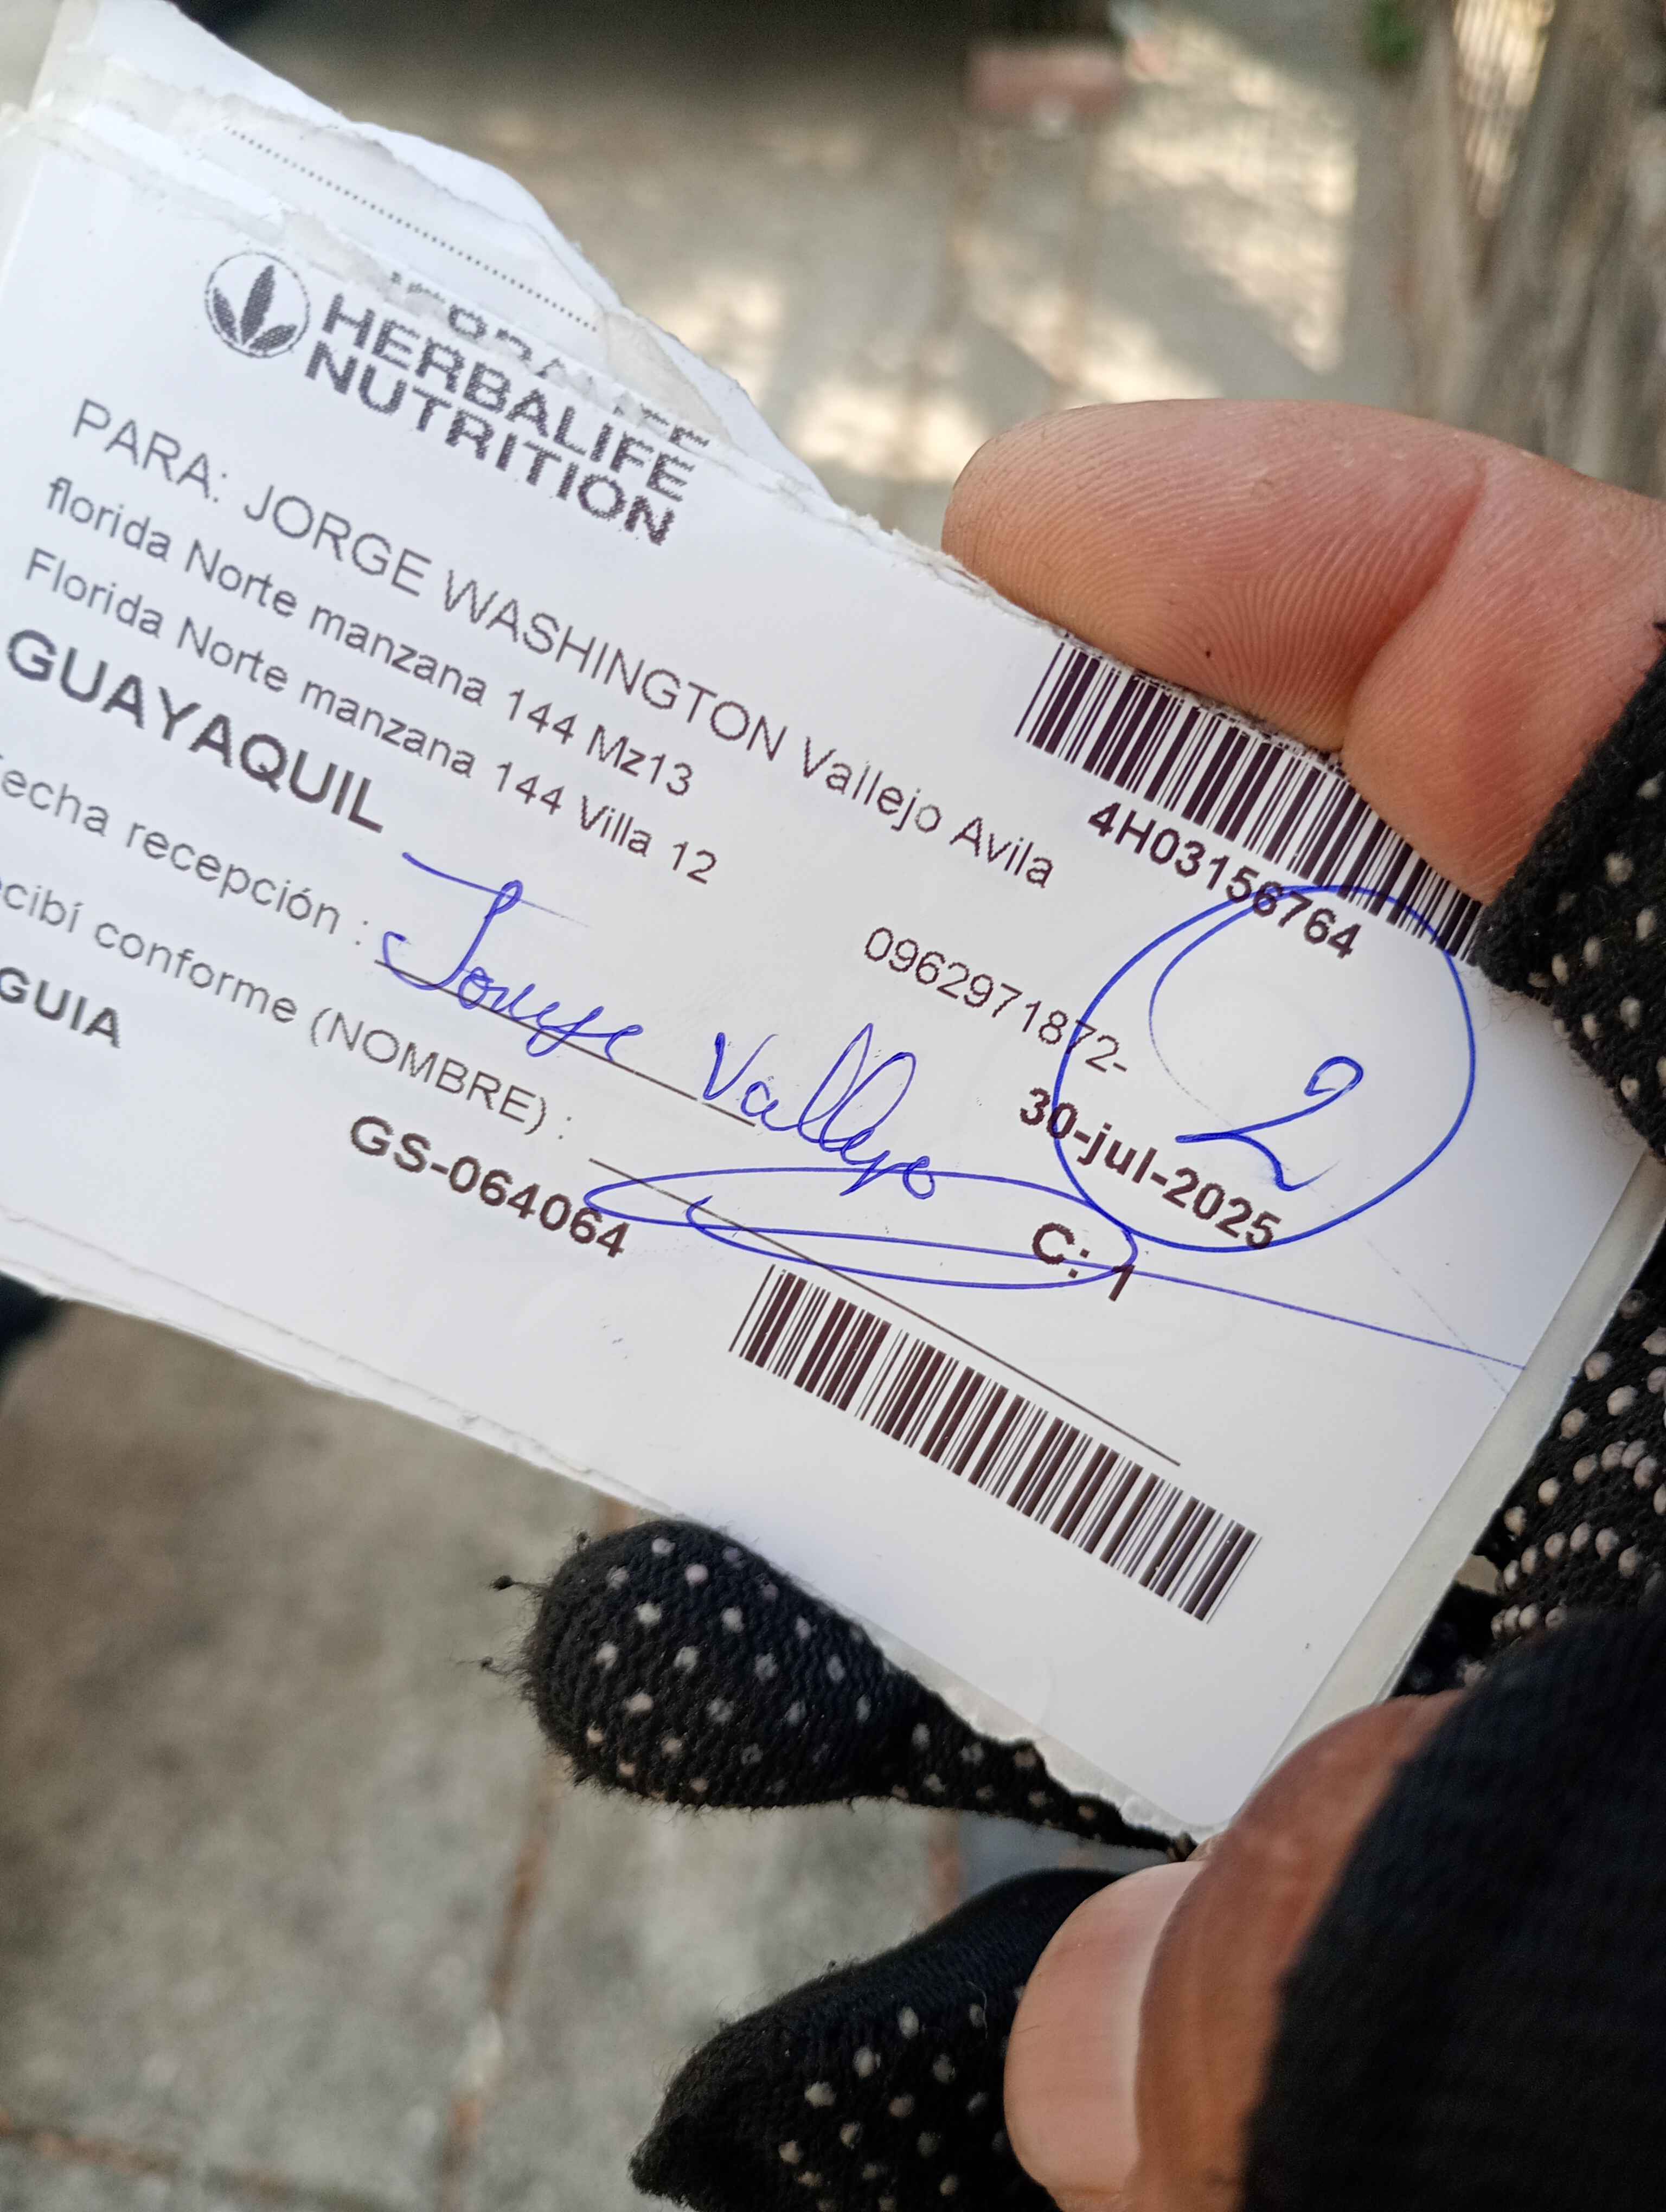 HERBALIFE
NUTRITION
PARA: JORGE WASHINGTON Vallejo Avila
florida Norte manzana 144 Mz13
Florida Norte manzana 144 Villa 12
GUAYAQUIL
4H03156764
0962971872-
echa recepción :
30-jul-2025
2
Jorge Vallejo
cibí conforme (NOMBRE) :
C: 1
GUIA
GS-064064